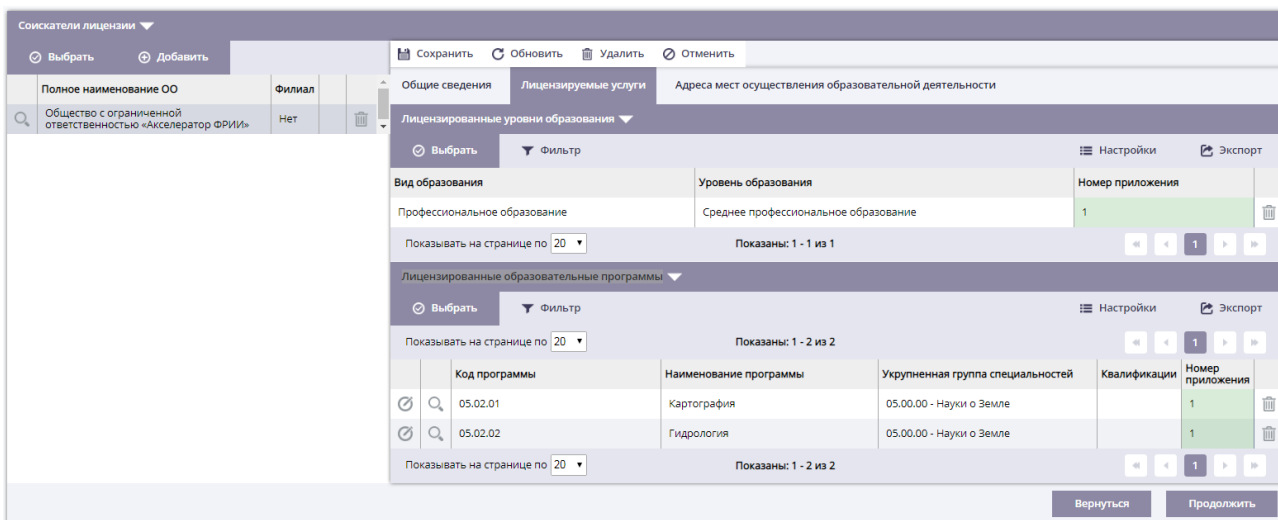 Соискатели лицензии
Выбрать Добавить
Полное наименование ОО Филиал
Общество с ограниченной
ответственностью «Акселератор ФРИИ» Нет
Сохранить Обновить Удалить Отменить
Общие сведения Лицензируемые услуги Адреса мест осуществления образовательной деятельности
Лицензированные уровни образования
Выбрать Фильтр Настройки Экспорт
Вид образования Уровень образования Номер приложения
Профессиональное образование Среднее профессиональное образование 1
Показывать на странице по 20 Показаны: 1 - 1 из 1 1
Лицензированные образовательные программы
Выбрать Фильтр Настройки Экспорт
Показывать на странице по 20 Показаны: 1 - 2 из 2 1
Код программы Наименование программы Укрупненная группа специальностей Квалификации Номер
приложения
05.02.01 Картография 05.00.00 - Науки о Земле 1
05.02.02 Гидрология 05.00.00 - Науки о Земле 1
Показывать на странице по 20 Показаны: 1 - 2 из 2 1
Вернуться Продолжить